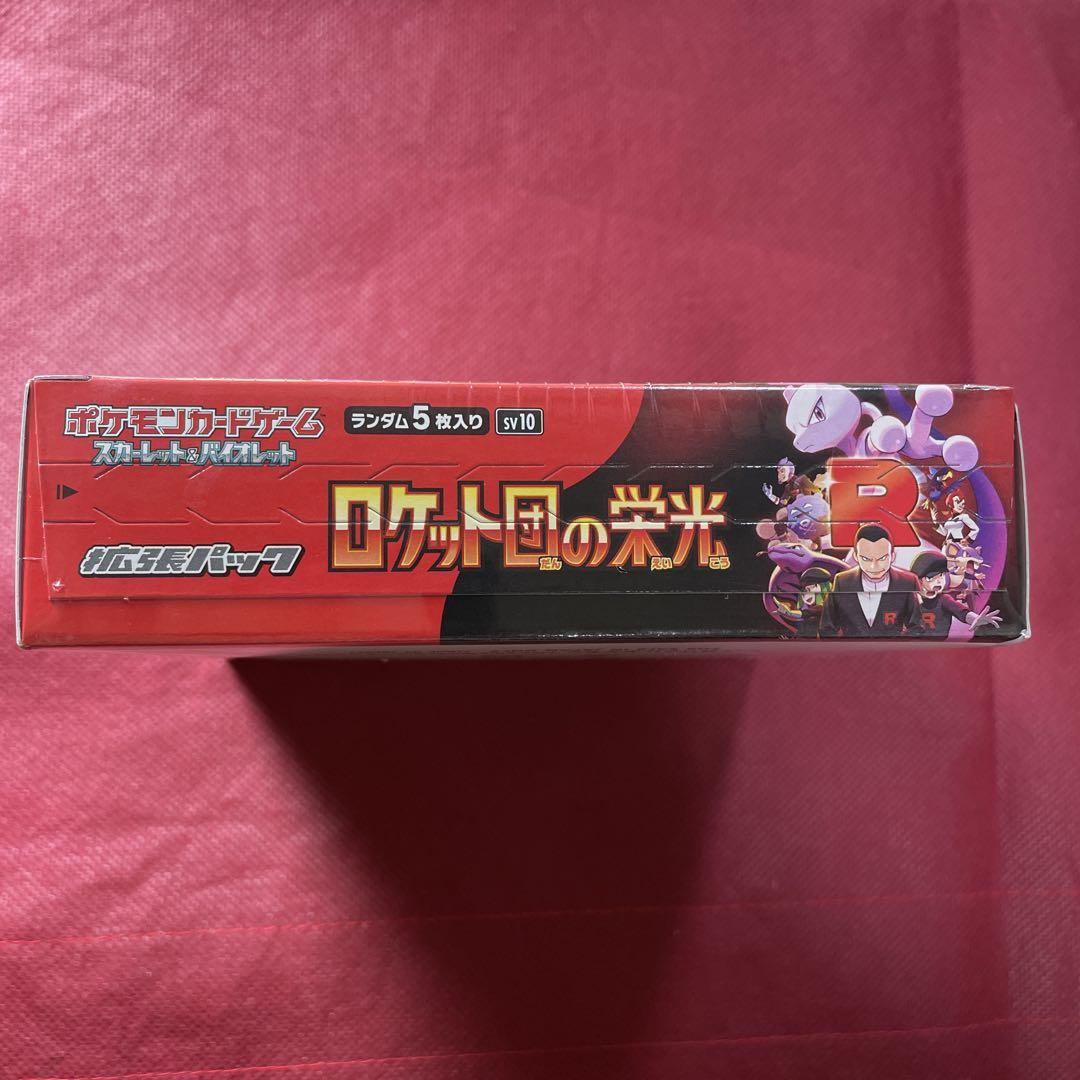 ポケモンカードゲーム
スカーレット&バイオレット
ランダム5枚入り
SV10
ロケット団の栄光
だん えい こう
拡張パック
R
R R